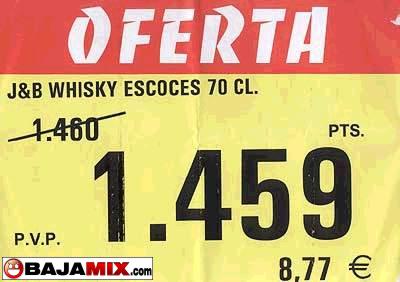 OFERTA
J&B WHISKY ESCOCES 70 CL.
1.460
PTS.
1.459
P.V.P.
8,77 €
BAJAMIX.com